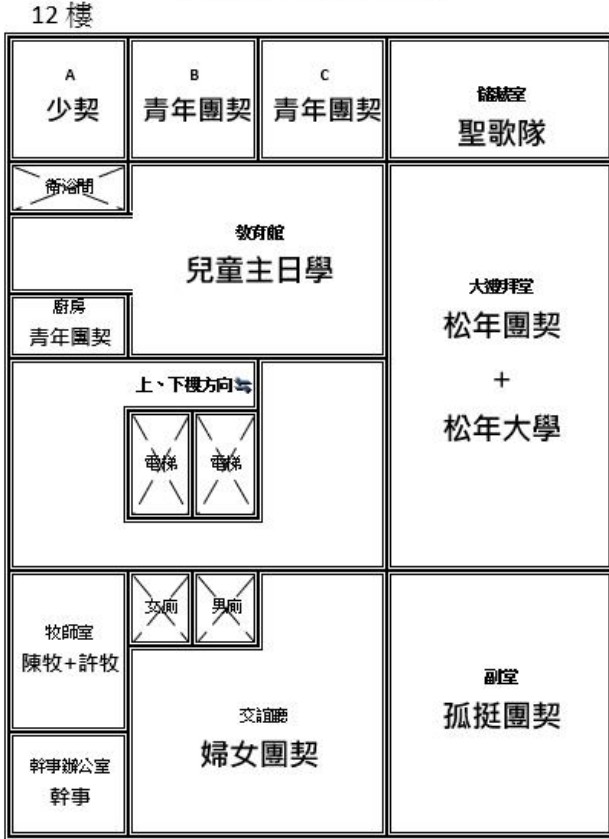 12 樓
A
少契
B
青年團契
C
青年團契
儲藏室
聖歌隊
衛浴間
教育館
兒童主日學
大禮拜堂
松年團契
+
松年大學
廚房
青年團契
上、下樓方向
電梯
電梯
女廁
男廁
牧師室
陳牧+許牧
交誼廳
婦女團契
副堂
孤挺團契
幹事辦公室
幹事